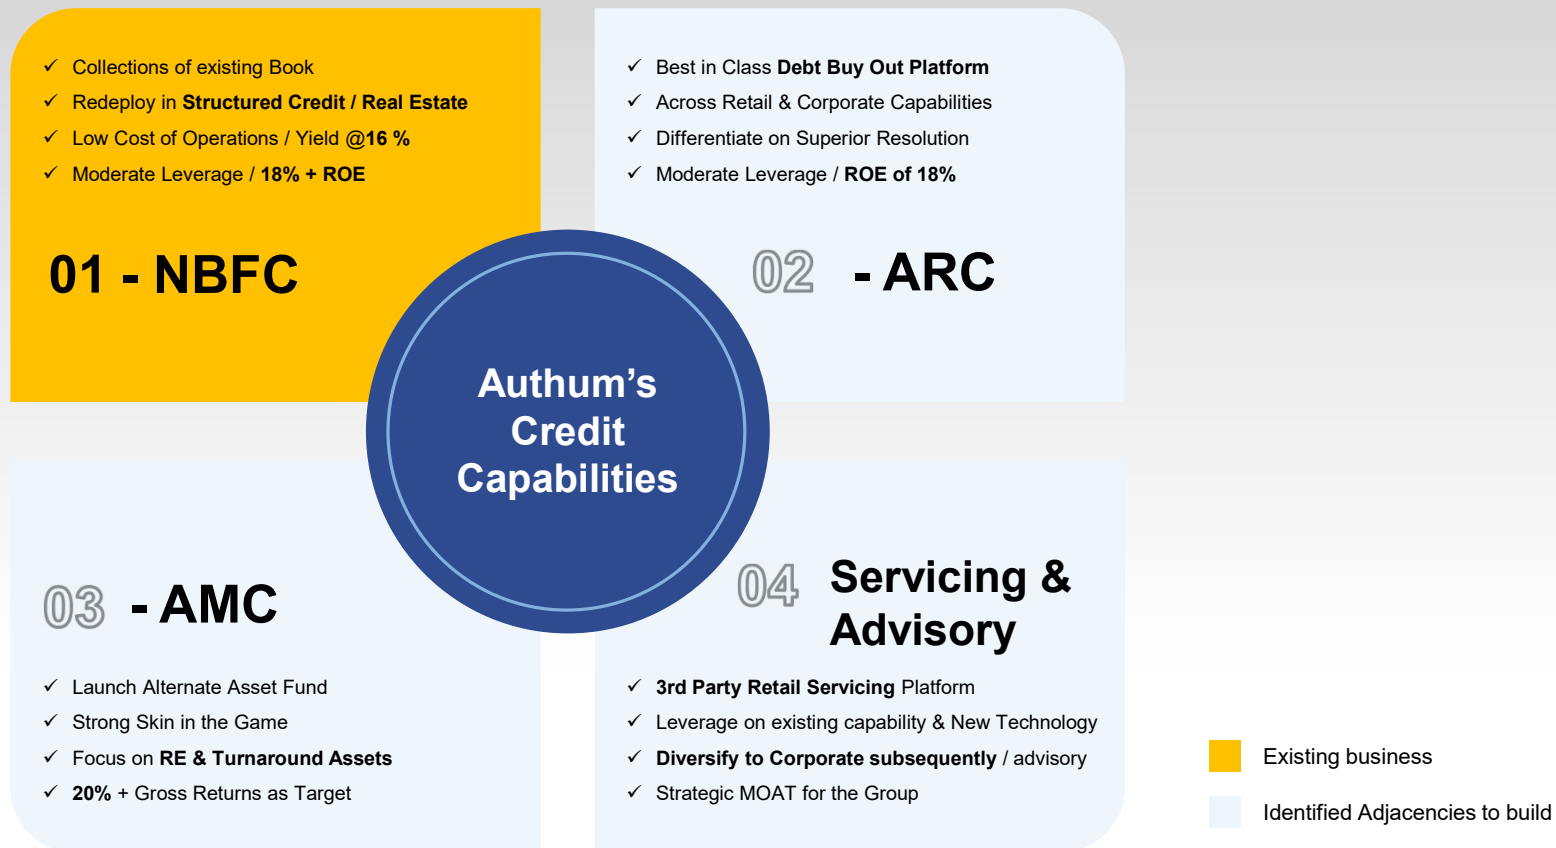 ✓ Collections of existing Book
✓ Redeploy in Structured Credit / Real Estate
✓ Low Cost of Operations / Yield @16 %
✓ Moderate Leverage / 18% + ROE
01 - NBFC
✓ Best in Class Debt Buy Out Platform
✓ Across Retail & Corporate Capabilities
✓ Differentiate on Superior Resolution
✓ Moderate Leverage / ROE of 18%
02 - ARC
Authum’s
Credit
Capabilities
03 - AMC
✓ Launch Alternate Asset Fund
✓ Strong Skin in the Game
✓ Focus on RE & Turnaround Assets
✓ 20% + Gross Returns as Target
04 Servicing &
Advisory
✓ 3rd Party Retail Servicing Platform
✓ Leverage on existing capability & New Technology
✓ Diversify to Corporate subsequently / advisory
✓ Strategic MOAT for the Group
Existing business
Identified Adjacencies to build